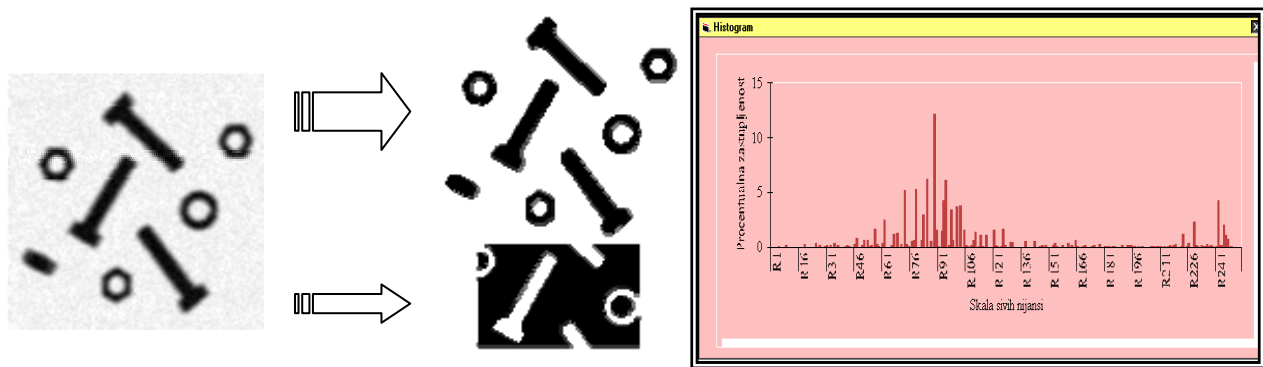 Histogram
Procentualna zastupljenost
15
10
5
0
R1
R16
R31
R46
R61
R76
R91
R106
R121
R136
R151
R166
R181
R196
R211
R226
R241
Skala sivih nijansi